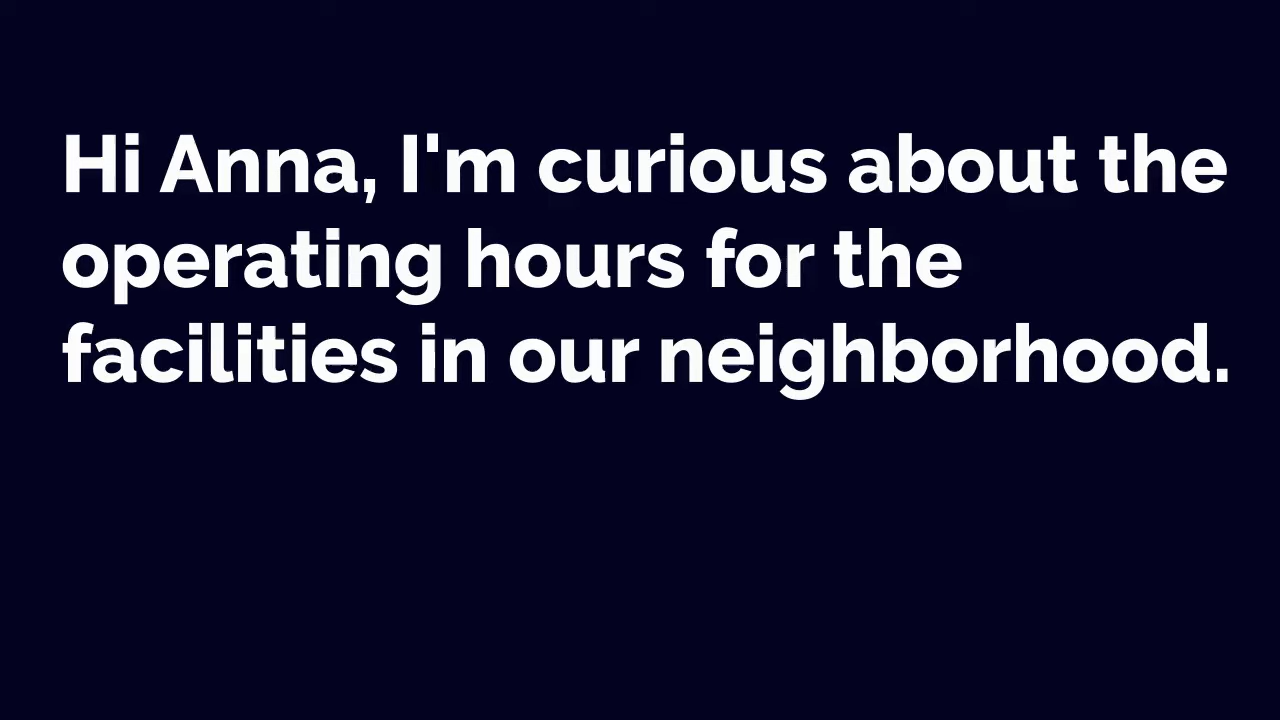 Hi Anna, I'm curious about the
operating hours for the
facilities in our neighborhood.